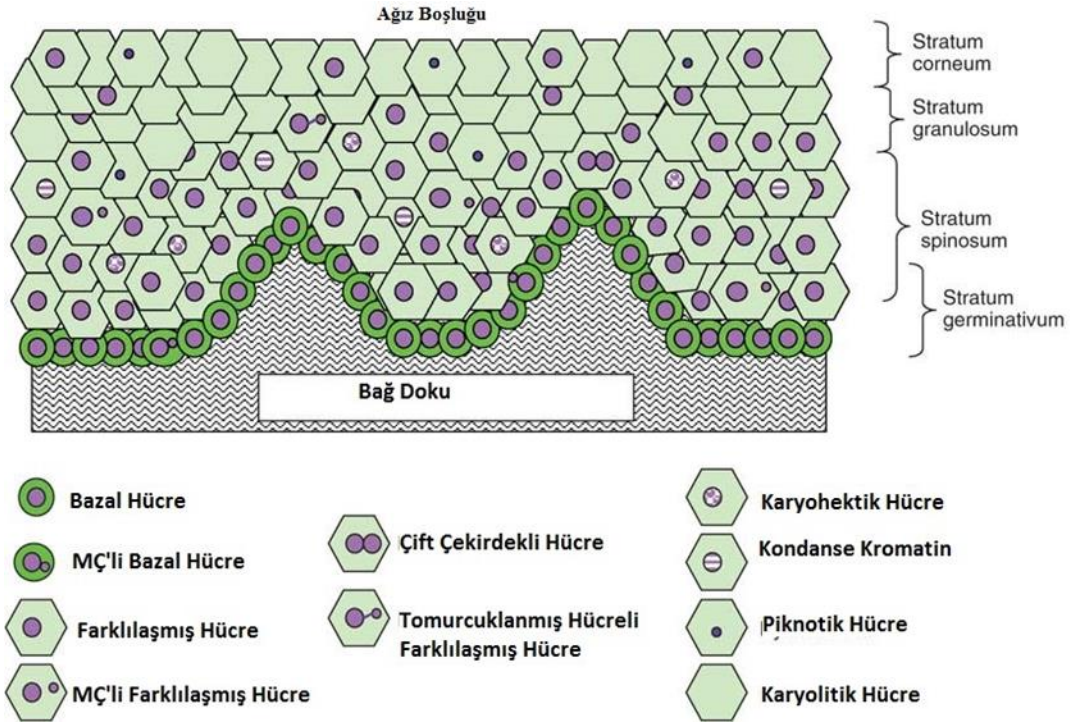 Ağız Boşluğu
Stratum
corneum
Stratum
granulosum
Stratum
spinosum
Stratum
germinativum
Bağ Doku
Bazal Hücre
MÇ'li Bazal Hücre
Farklılaşmış Hücre
MÇ'li Farklılaşmış Hücre
Çift Çekirdekli Hücre
Tomurcuklanmış Hücreli
Farklılaşmış Hücre
Karyohektik Hücre
Kondanse Kromatin
Piknotik Hücre
Karyolitik Hücre